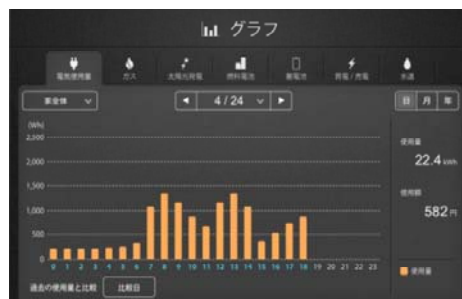 グラフ
電気使用量 ガス 太陽光発電 燃料電池 蓄電池 買電/売電 水道
家全体 4/24 日 月 年
(Wh)
2,500
2,000
1,500
1,000
500
0 1 2 3 4 5 6 7 8 9 10 11 12 13 14 15 16 17 18 19 20 21 22 23
使用量
22.4 kWh
使用額
582 円
使用量
過去の使用量と比較 比較日